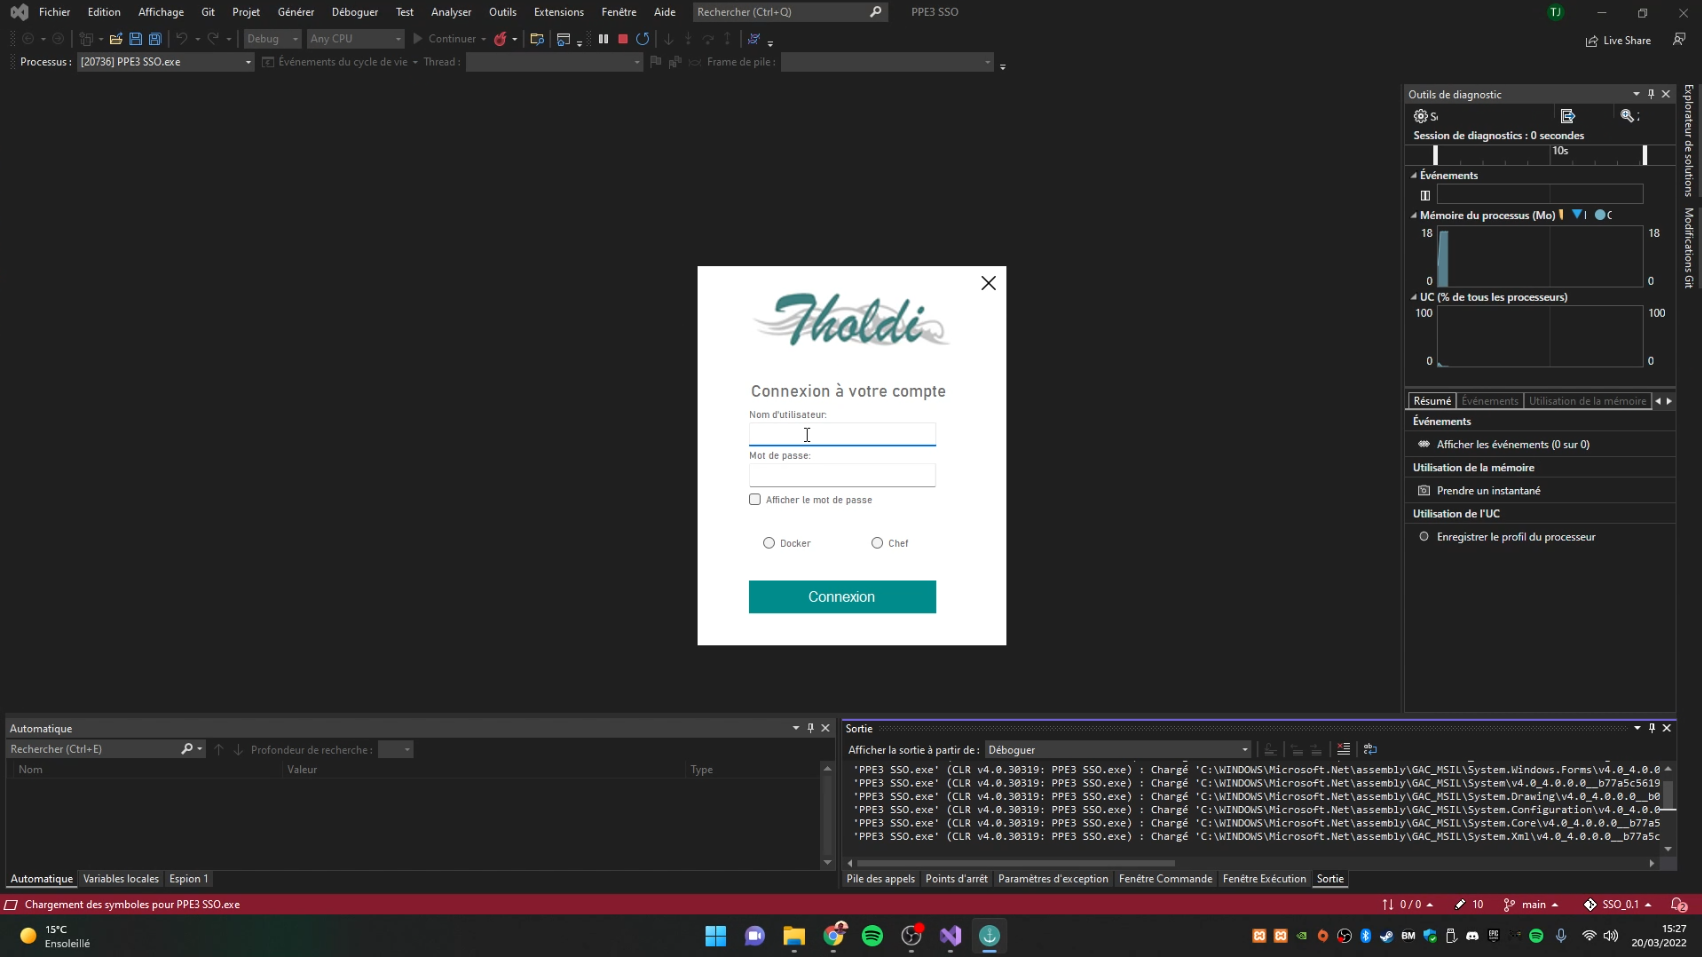 Fichier Edition Affichage Git Projet Générer Déboguer Test Analyser Outils Extensions Fenêtre Aide Rechercher (Ctrl+Q) PPE3 SSO TJ
Debug Any CPU Continuer Live Share
Processus : [20736] PPE3 SSO.exe Événements du cycle de vie Thread : Frame de pile :
Outils de diagnostic
Session de diagnostics : 0 secondes
10s
Événements
Mémoire du processus (Mo)
18 18
0 0
UC (% de tous les processeurs)
100 100
0 0
Résumé Événements Utilisation de la mémoire
Événements
Afficher les événements (0 sur 0)
Utilisation de la mémoire
Prendre un instantané
Utilisation de l'UC
Enregistrer le profil du processeur
Explorateur de solutions
Modifications Git
Tholdi
Connexion à votre compte
Nom d'utilisateur:
Mot de passe:
Afficher le mot de passe
Docker Chef
Connexion
Automatique
Rechercher (Ctrl+E) Profondeur de recherche :
Nom Valeur Type
Automatique Variables locales Espion 1
Sortie
Afficher la sortie à partir de : Déboguer
'PPE3 SSO.exe' (CLR v4.0.30319: PPE3 SSO.exe) : Chargé 'C:\WINDOWS\Microsoft.Net\assembly\GAC_MSIL\System.Windows.Forms\v4.0_4.0.0
'PPE3 SSO.exe' (CLR v4.0.30319: PPE3 SSO.exe) : Chargé 'C:\WINDOWS\Microsoft.Net\assembly\GAC_MSIL\System\v4.0_4.0.0.0__b77a5c5619
'PPE3 SSO.exe' (CLR v4.0.30319: PPE3 SSO.exe) : Chargé 'C:\WINDOWS\Microsoft.Net\assembly\GAC_MSIL\System.Drawing\v4.0_4.0.0.0__b0
'PPE3 SSO.exe' (CLR v4.0.30319: PPE3 SSO.exe) : Chargé 'C:\WINDOWS\Microsoft.Net\assembly\GAC_MSIL\System.Configuration\v4.0_4.0.0
'PPE3 SSO.exe' (CLR v4.0.30319: PPE3 SSO.exe) : Chargé 'C:\WINDOWS\Microsoft.Net\assembly\GAC_MSIL\System.Core\v4.0_4.0.0.0__b77a5
'PPE3 SSO.exe' (CLR v4.0.30319: PPE3 SSO.exe) : Chargé 'C:\WINDOWS\Microsoft.Net\assembly\GAC_MSIL\System.Xml\v4.0_4.0.0.0__b77a5c
Pile des appels Points d'arrêt Paramètres d'exception Fenêtre Commande Fenêtre Exécution Sortie
Chargement des symboles pour PPE3 SSO.exe 0 / 0 10 main SSO_0.1 2
15°C
Ensoleillé
BM
15:27
20/03/2022